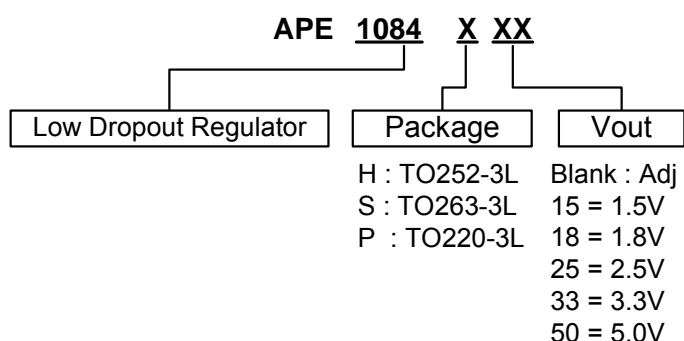 APE 1084 X XX
Low Dropout Regulator Package Vout
H : TO252-3L Blank : Adj
S : TO263-3L 15 = 1.5V
P : TO220-3L 18 = 1.8V
25 = 2.5V
33 = 3.3V
50 = 5.0V